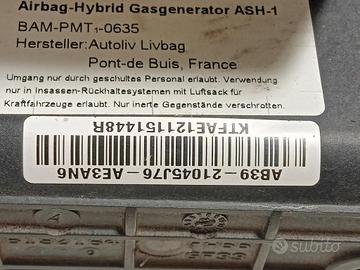 Airbag-Hybrid Gasgenerator ASH-1
BAM-PMT₁-0635
Hersteller: Autoliv Livbag
Pont-de Buis, France
Umgang nur durch geschultes Personal erlaubt. Verwendung
nur in Insassen-Rückhaltesystemen mit Luftsack für
Kraftfahrzeuge erlaubt. Nur inerte Gegenstände verschrotten.
KTFAE121151448R
AB39-21045J76-AE3AN6
subito